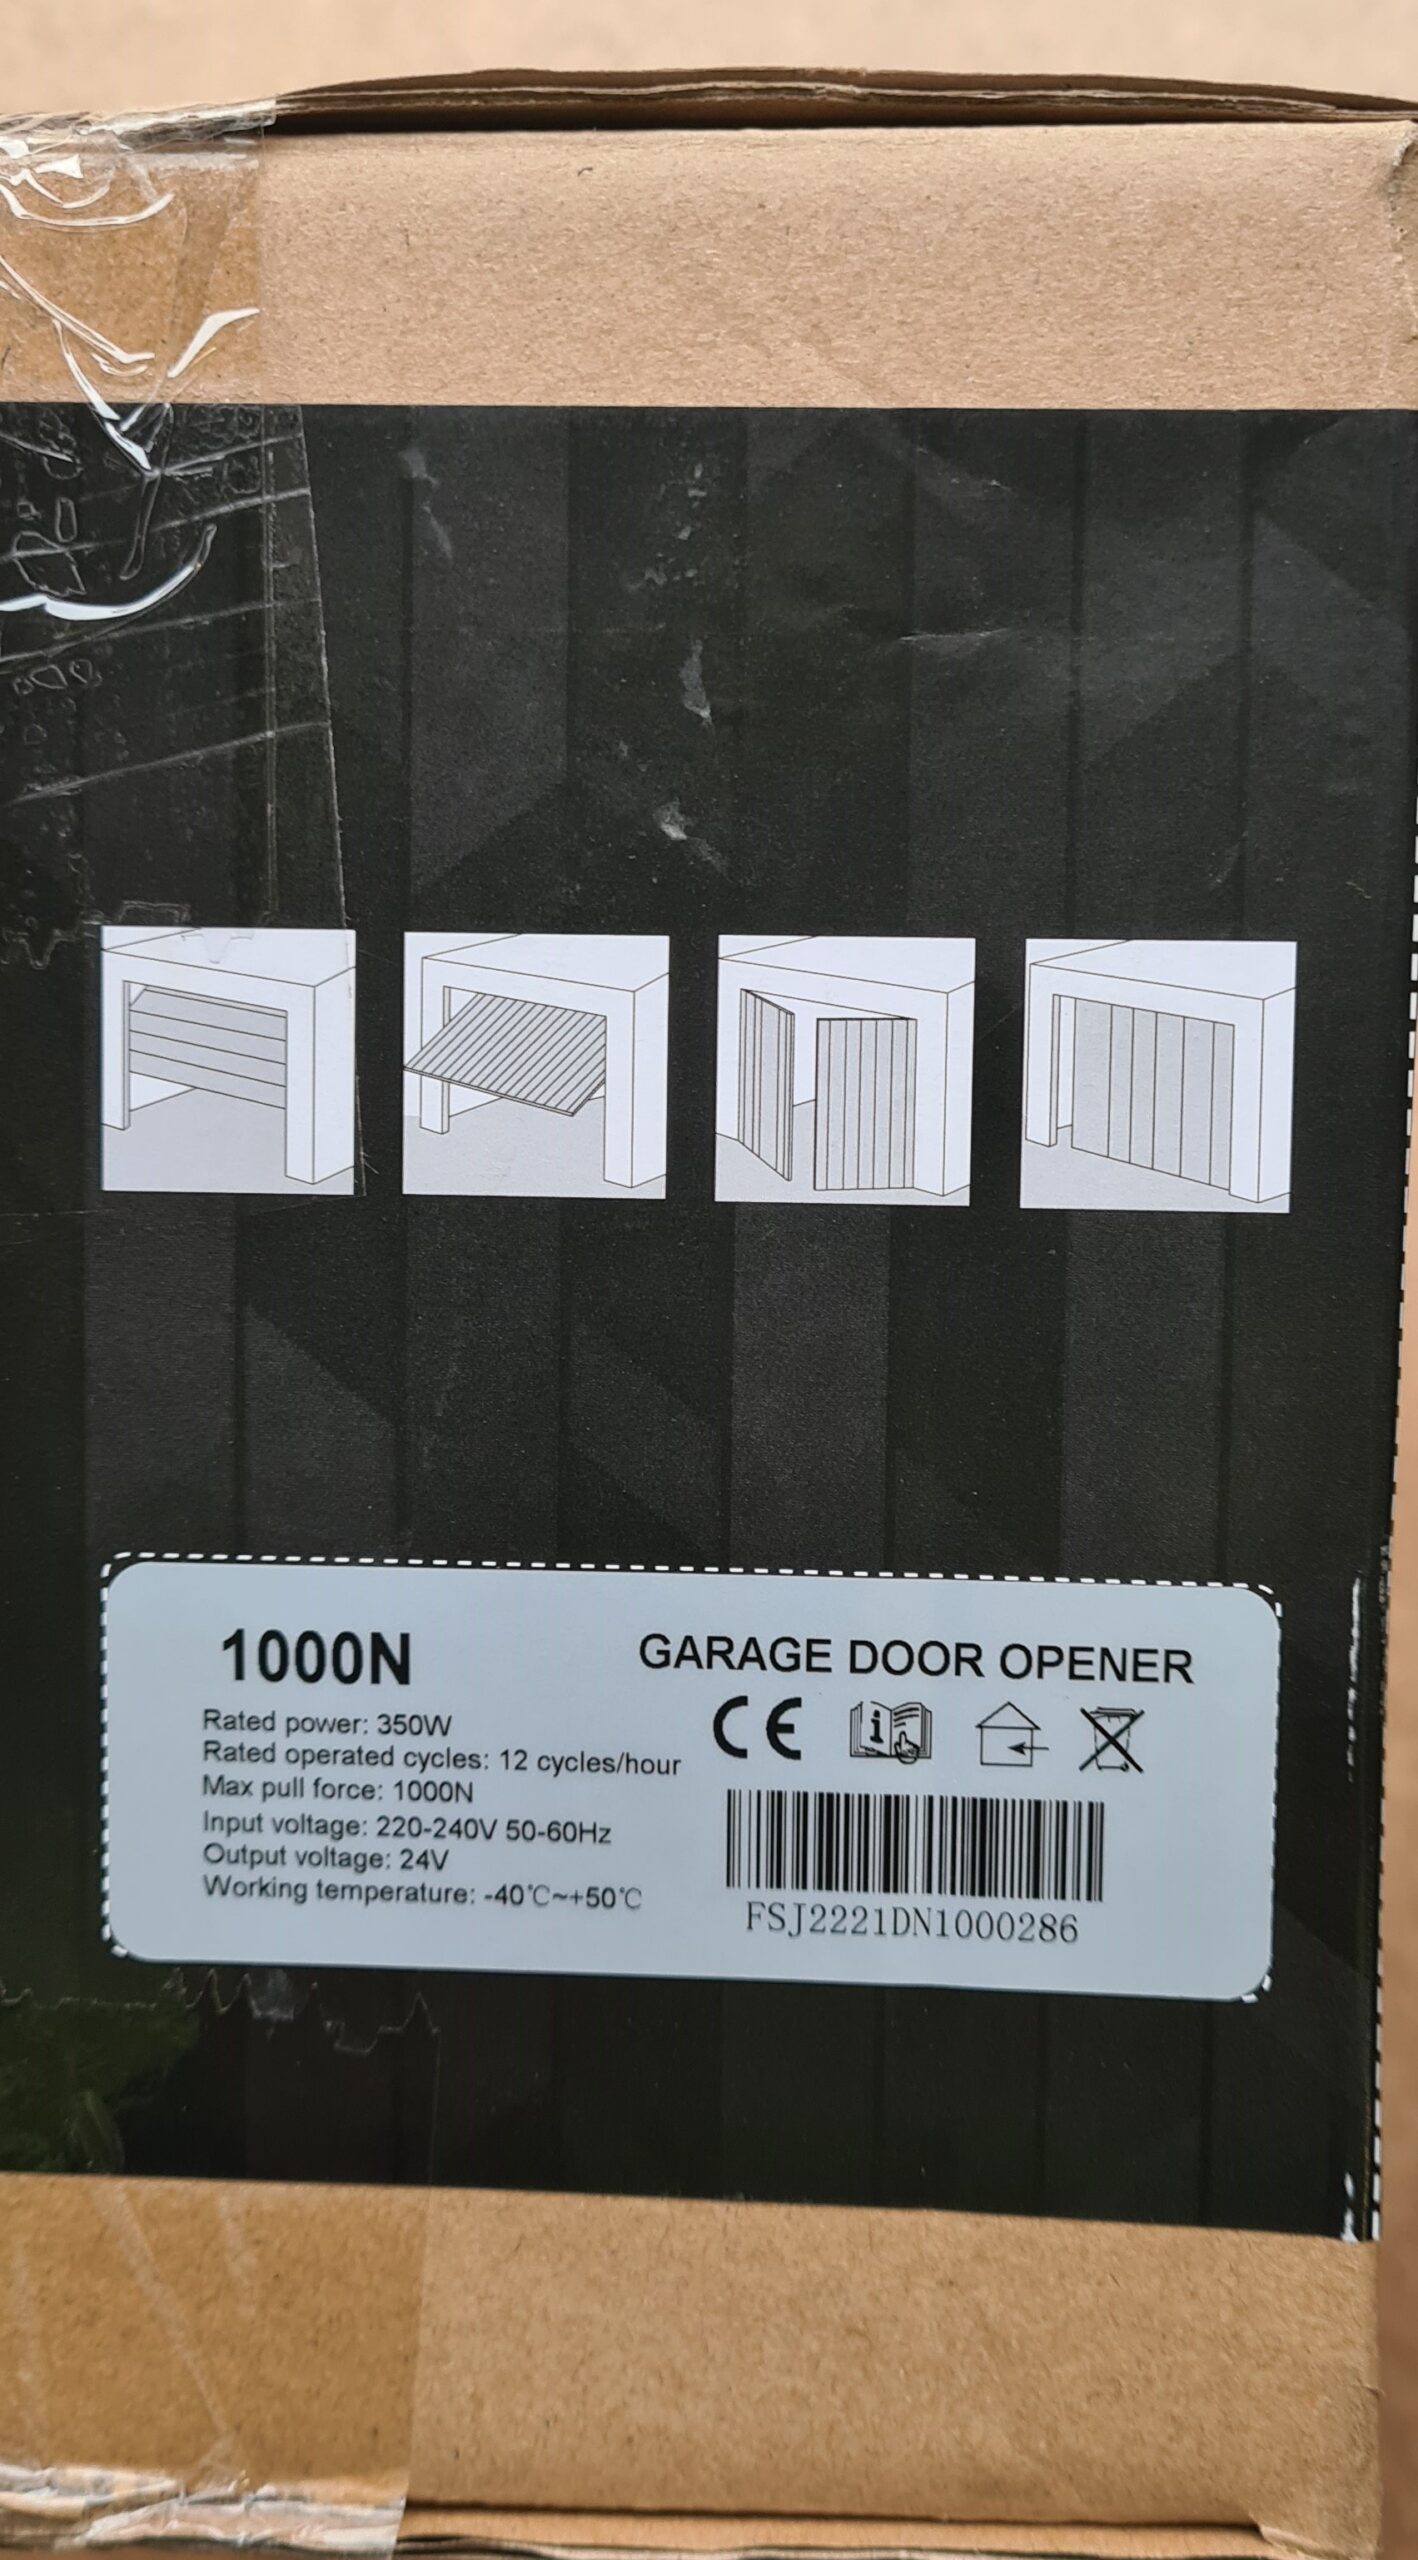 1000N
GARAGE DOOR OPENER
Rated power: 350W
Rated operated cycles: 12 cycles/hour
Max pull force: 1000N
Input voltage: 220-240V 50-60Hz
Output voltage: 24V
Working temperature: -40℃~+50℃
CE
i
FSJ2221DN1000286